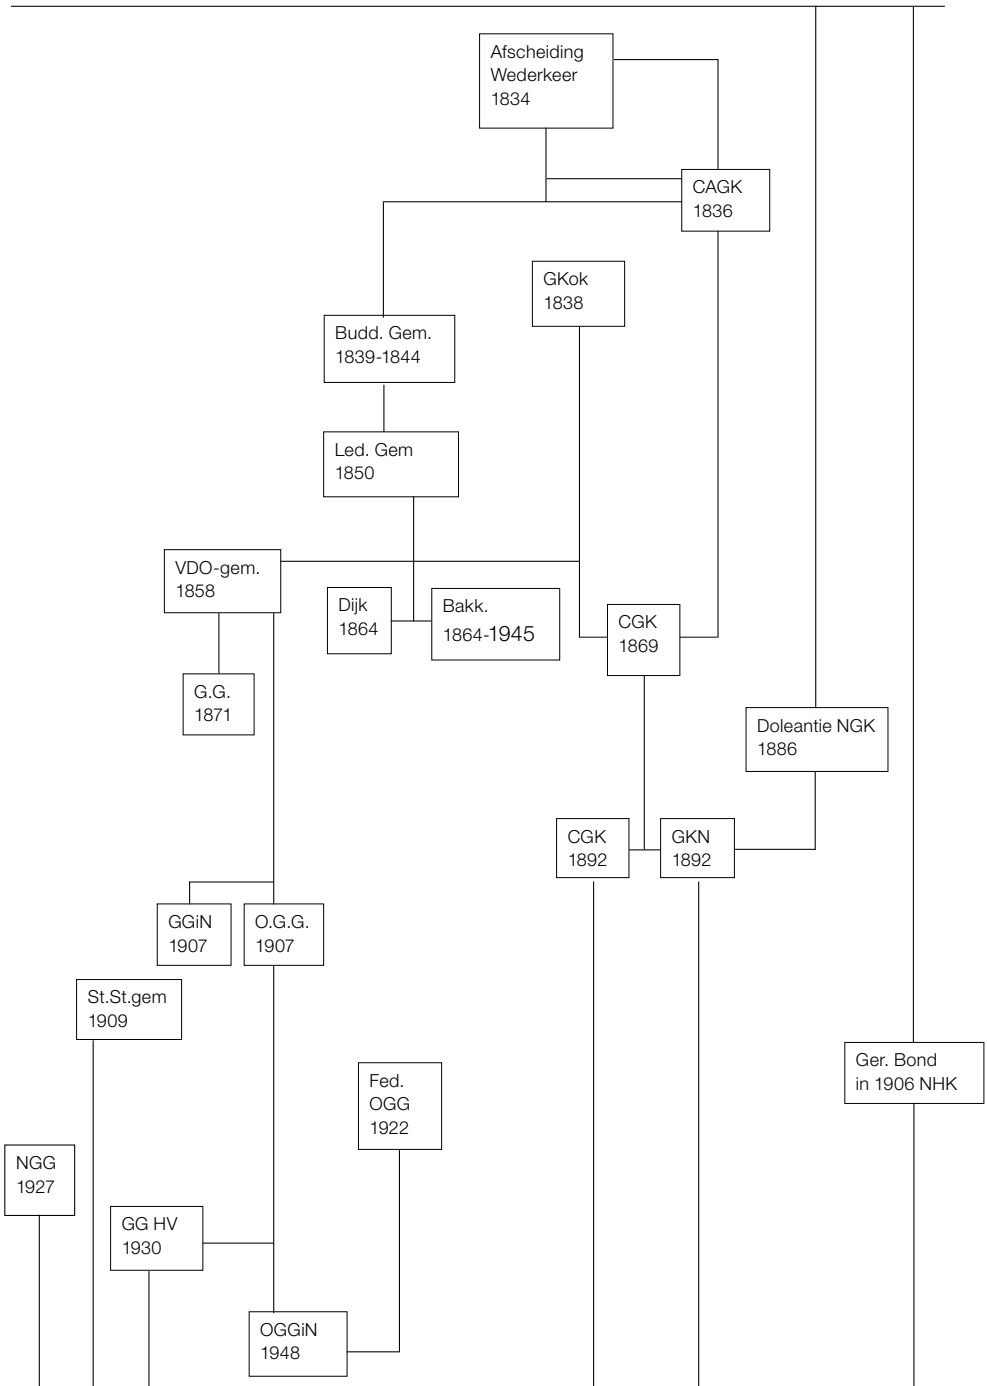 Afscheiding
Wederkeer
1834
CAGK
1836
GKok
1838
Budd. Gem.
1839-1844
Led. Gem
1850
VDO-gem.
1858
Dijk
1864
Bakk.
1864-1945
CGK
1869
G.G.
1871
Doleantie NGK
1886
CGK
1892
GKN
1892
GGiN
1907
O.G.G.
1907
St.St.gem
1909
Ger. Bond
in 1906 NHK
Fed.
OGG
1922
NGG
1927
GG HV
1930
OGGiN
1948